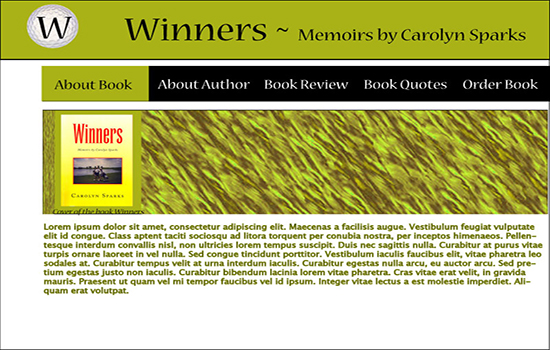 W
Winners ~ Memoirs by Carolyn Sparks
About Book
About Author
Book Review
Book Quotes
Order Book
Winners
Memoirs by Carolyn Sparks
CAROLYN SPARKS
Cover of the book Winners
Lorem ipsum dolor sit amet, consectetur adipiscing elit. Maecenas a facilisis augue. Vestibulum feugiat vulputate
elit id congue. Class aptent taciti sociosqu ad litora torquent per conubia nostra, per inceptos himenaeos. Pellen-
tesque interdum convallis nisl, non ultricies lorem tempus suscipit. Duis nec sagittis nulla. Curabitur at purus vitae
turpis ornare laoreet in vel nulla. Sed congue tincidunt porttitor. Vestibulum iaculis faucibus elit, vitae pharetra leo
sodales at. Curabitur tempus velit at urna interdum iaculis. Curabitur egestas nulla arcu, eu auctor arcu. Sed pre-
tium egestas justo non iaculis. Curabitur bibendum lacinia lorem vitae pharetra. Cras vitae erat velit, in gravida
mauris. Praesent ut quam vel mi tempor faucibus vel id ipsum. Integer vitae lectus a est molestie imperdiet. Ali-
quam erat volutpat.